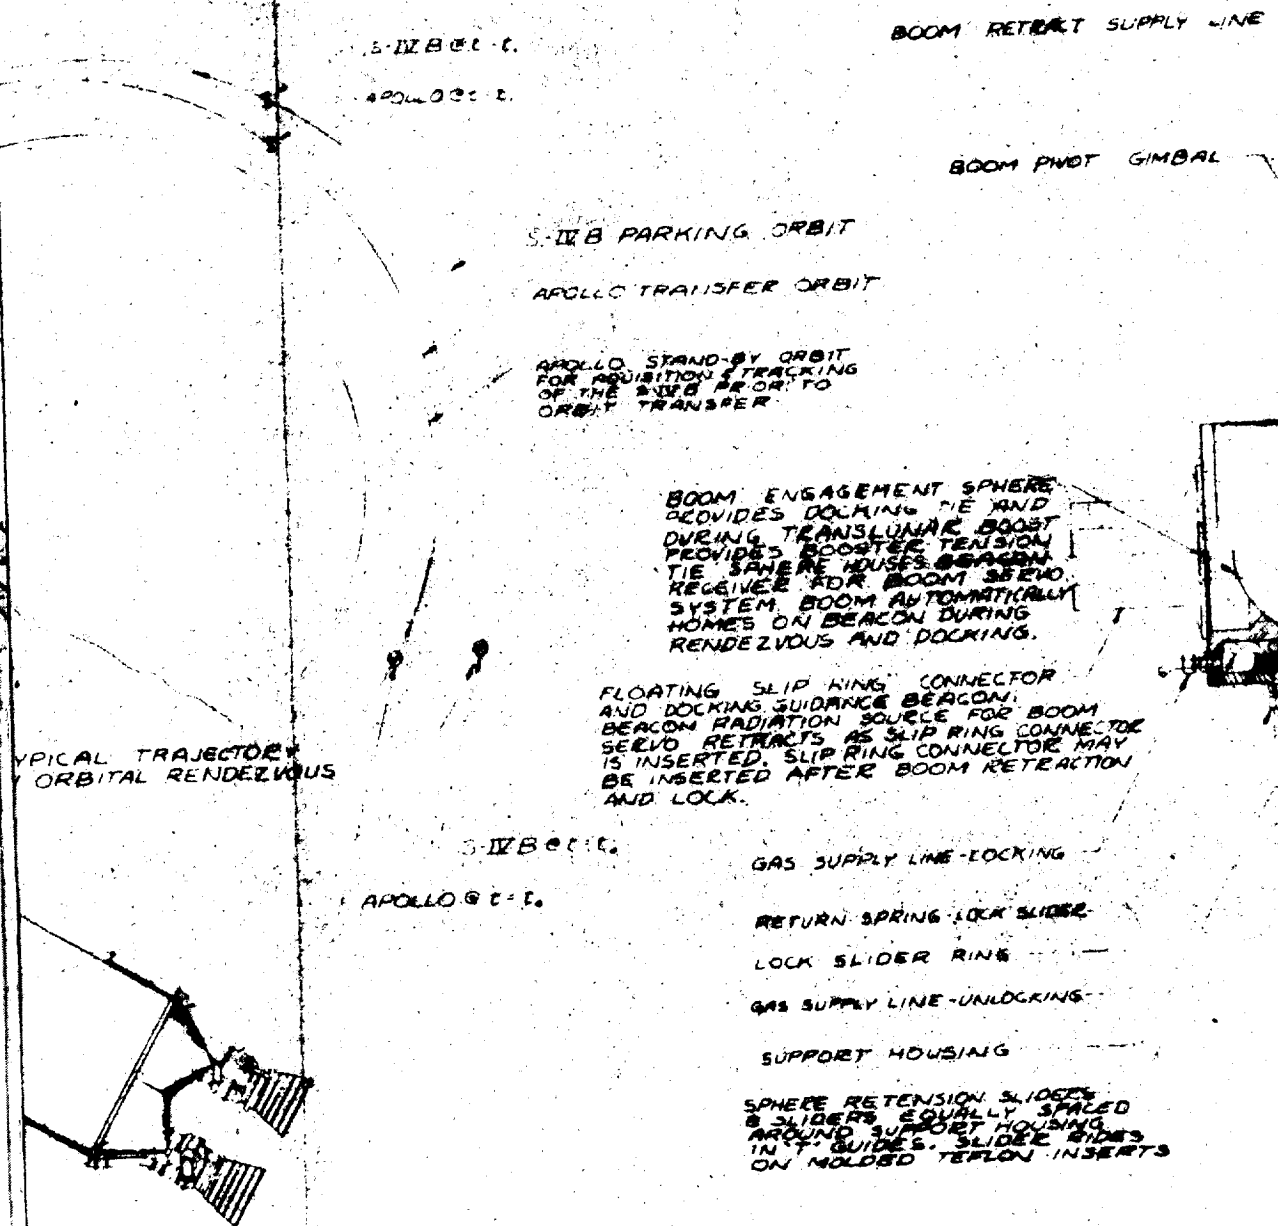 BOOM RETRACT SUPPLY LINE
S-IVB @ t - t.
APOLLO @ t - t.
BOOM PIVOT GIMBAL
S-IVB PARKING ORBIT
APOLLO TRANSFER ORBIT
APOLLO STAND-BY ORBIT
FOR AQUISITION & TRACKING
OF THE S-IVB PRIOR TO
ORBIT TRANSFER
BOOM ENGAGEMENT SPHERE
PROVIDES DOCKING TIE AND
DURING TRANSLUNAR BOOST
PROVIDES BOOSTER TENSION
TIE SPHERE HOUSES BEACON
RECEIVER FOR BOOM SERVO
SYSTEM. BOOM AUTOMATICALLY
HOMES ON BEACON DURING
RENDEZVOUS AND DOCKING.
FLOATING SLIP RING CONNECTOR
AND DOCKING GUIDANCE BEACON.
BEACON RADIATION SOURCE FOR BOOM
SERVO RETRACTS AS SLIP RING CONNECTOR
IS INSERTED. SLIP RING CONNECTOR MAY
BE INSERTED AFTER BOOM RETRACTION
AND LOCK.
YPICAL TRAJECTORY
ORBITAL RENDEZVOUS
S-IVB @ t = t.
APOLLO @ t = t.
GAS SUPPLY LINE-LOCKING
RETURN SPRING LOCK SLIDER
LOCK SLIDER RING
GAS SUPPLY LINE-UNLOCKING
SUPPORT HOUSING
SPHERE RETENSION SLIDERS
8 SLIDERS EQUALLY SPACED
AROUND SUPPORT HOUSING
IN "T" GUIDES. SLIDER RIDES
ON MOLDED TEFLON INSERTS